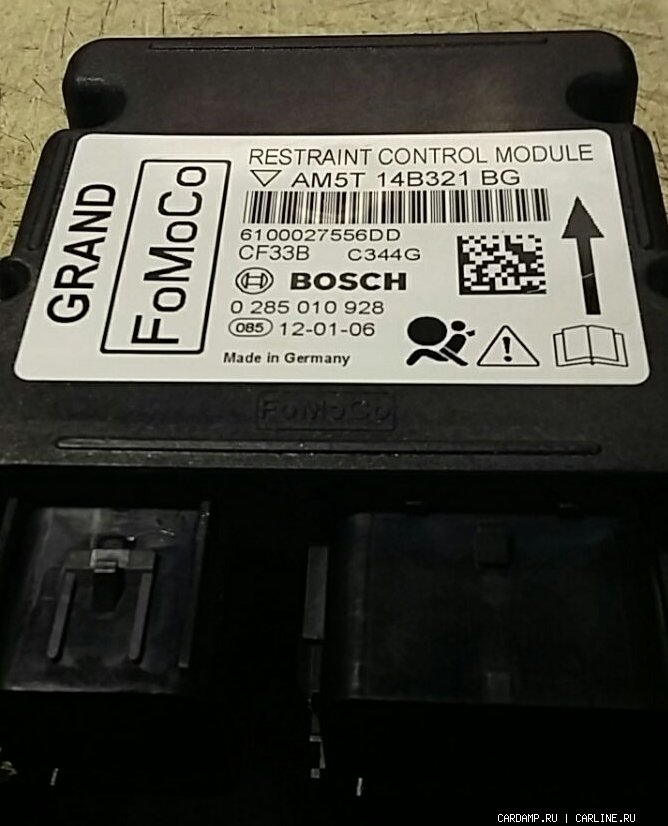 GRAND
FoMoCo
RESTRAINT CONTROL MODULE
AM5T 14B321 BG
6100027556DD
CF33B C344G
BOSCH
0 285 010 928
085 12-01-06
Made in Germany
FoMoCo
CARDAMP.RU | CARLINE.RU